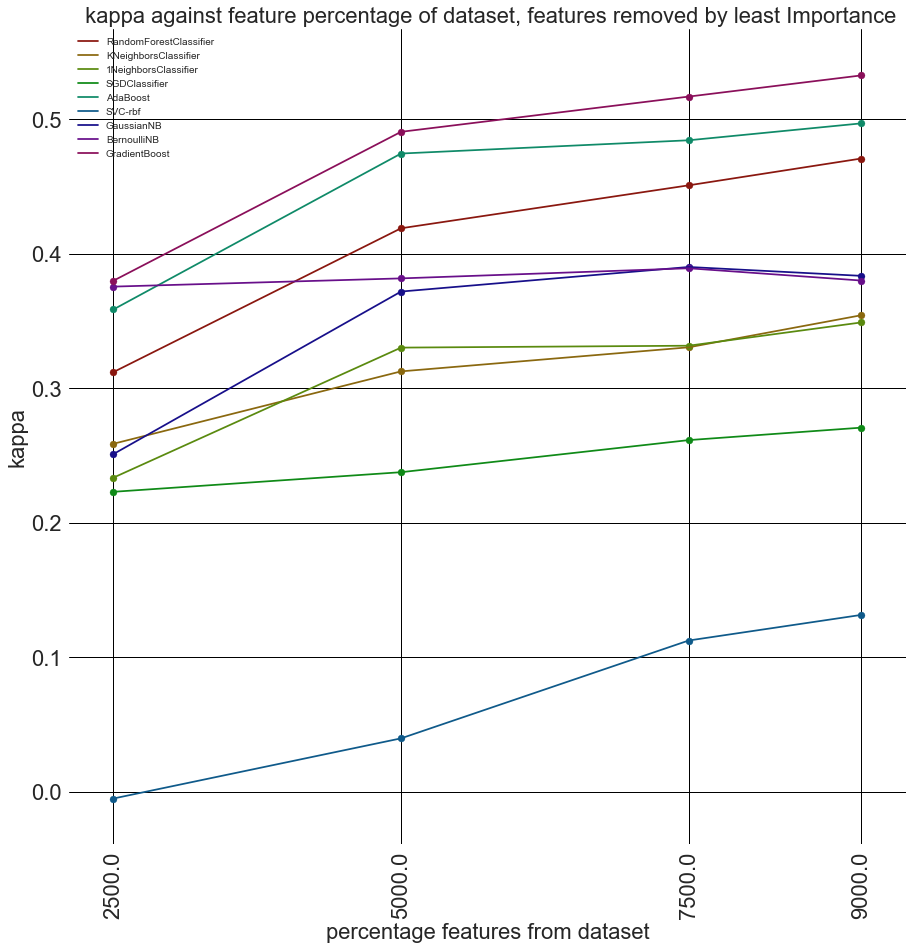 kappa against feature percentage of dataset, features removed by least Importance
RandomForestClassifier
KNeighborsClassifier
1NeighborsClassifier
SGDClassifier
AdaBoost
SVC-rbf
GaussianNB
BernoulliNB
GradientBoost
0.5
0.4
0.3
0.2
0.1
0.0
kappa
2500.0
5000.0
7500.0
9000.0
percentage features from dataset